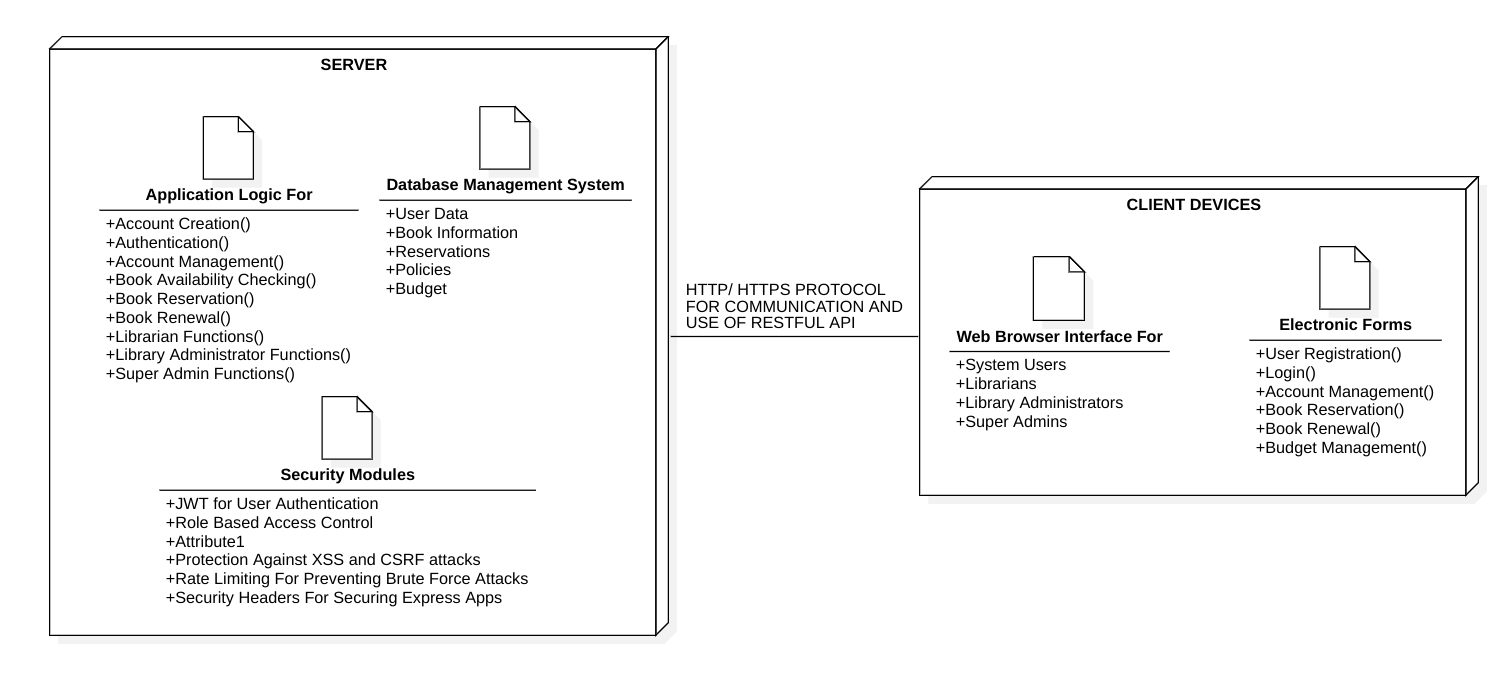 SERVER
Application Logic For
+Account Creation()
+Authentication()
+Account Management()
+Book Availability Checking()
+Book Reservation()
+Book Renewal()
+Librarian Functions()
+Library Administrator Functions()
+Super Admin Functions()
Database Management System
+User Data
+Book Information
+Reservations
+Policies
+Budget
Security Modules
+JWT for User Authentication
+Role Based Access Control
+Attribute1
+Protection Against XSS and CSRF attacks
+Rate Limiting For Preventing Brute Force Attacks
+Security Headers For Securing Express Apps
HTTP/ HTTPS PROTOCOL
FOR COMMUNICATION AND
USE OF RESTFUL API
CLIENT DEVICES
Web Browser Interface For
+System Users
+Librarians
+Library Administrators
+Super Admins
Electronic Forms
+User Registration()
+Login()
+Account Management()
+Book Reservation()
+Book Renewal()
+Budget Management()